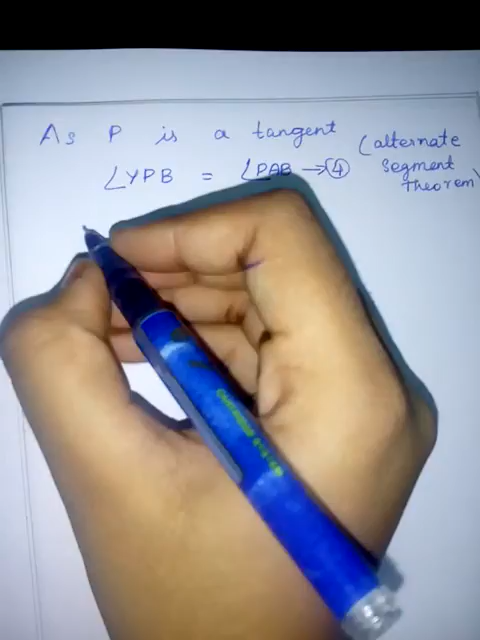 As P is a tangent (alternate
∠YPB = ∠PAB → ④ segment
theorem)